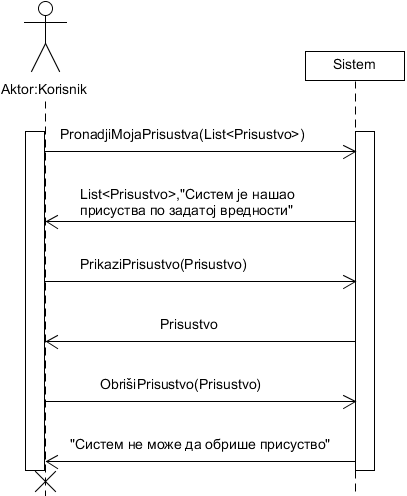 Sistem
Aktor:Korisnik
PronadjiMojaPrisustva(List<Prisustvo>)
List<Prisustvo>,"Систем је нашао
присуства по задатој вредности"
PrikaziPrisustvo(Prisustvo)
Prisustvo
ObrišiPrisustvo(Prisustvo)
"Систем не може да обрише присуство"